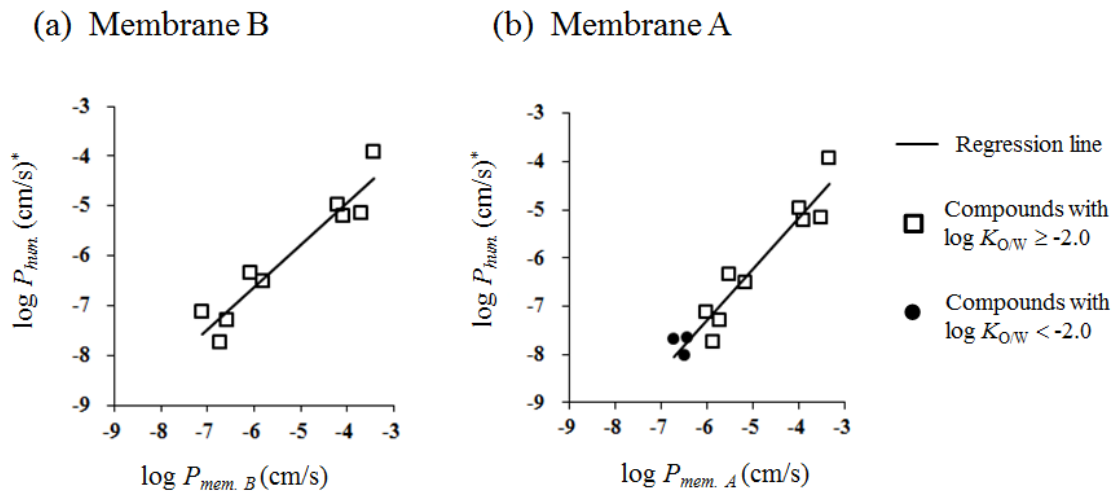 (a) Membrane B
(b) Membrane A
-3
-4
-5
-6
-7
-8
-9
-9 -8 -7 -6 -5 -4 -3
log P_hum. (cm/s)*
log P_mem. B (cm/s)
-3
-4
-5
-6
-7
-8
-9
-9 -8 -7 -6 -5 -4 -3
log P_hum. (cm/s)*
log P_mem. A (cm/s)
Regression line
Compounds with
log K_O/W ≥ -2.0
Compounds with
log K_O/W < -2.0